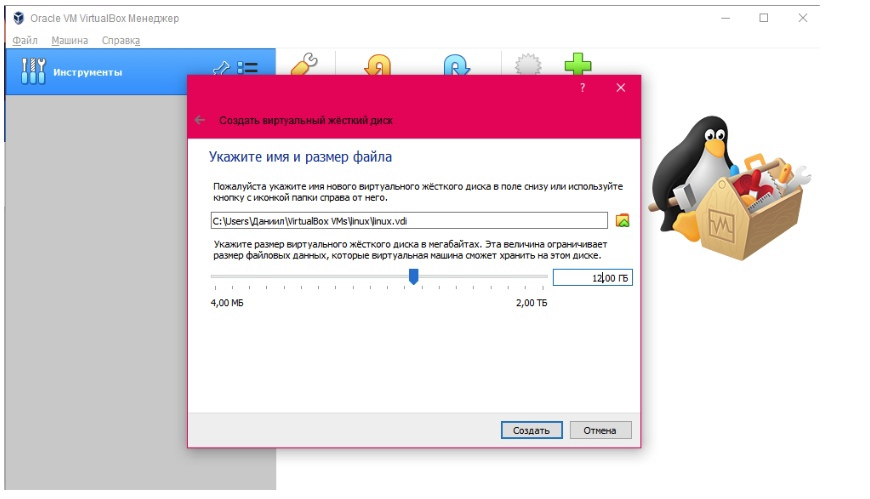 Oracle VM VirtualBox Менеджер
Файл Машина Справка
Инструменты
? 
Создать виртуальный жёсткий диск
Укажите имя и размер файла
Пожалуйста укажите имя нового виртуального жёсткого диска в поле снизу или используйте
кнопку с иконкой папки справа от него.
C:\Users\Даниил\VirtualBox VMs\linux\linux.vdi
Укажите размер виртуального жёсткого диска в мегабайтах. Эта величина ограничивает
размер файловых данных, которые виртуальная машина сможет хранить на этом диске.
12,00 ГБ
4,00 МБ 2,00 ТБ
Создать Отмена